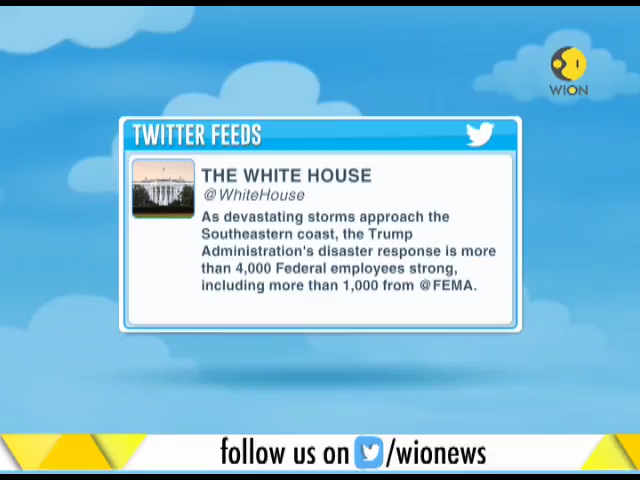 WION
TWITTER FEEDS
THE WHITE HOUSE
@WhiteHouse
As devastating storms approach the
Southeastern coast, the Trump
Administration's disaster response is more
than 4,000 Federal employees strong,
including more than 1,000 from @FEMA.
follow us on /wionews